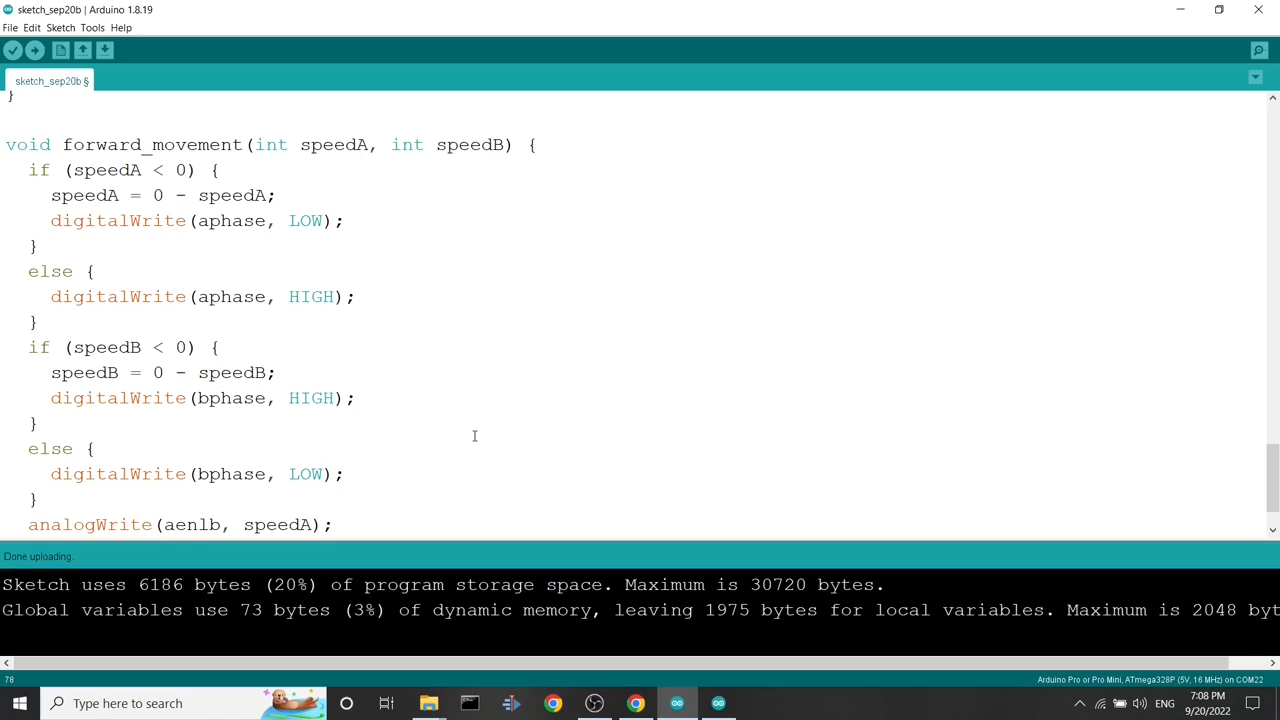 sketch_sep20b | Arduino 1.8.19
File Edit Sketch Tools Help
sketch_sep20b §
}
void forward_movement(int speedA, int speedB) {
if (speedA < 0) {
speedA = 0 - speedA;
digitalWrite(aphase, LOW);
}
else {
digitalWrite(aphase, HIGH);
}
if (speedB < 0) {
speedB = 0 - speedB;
digitalWrite(bphase, HIGH);
}
else {
digitalWrite(bphase, LOW);
}
analogWrite(aenlb, speedA);
Done uploading.
Sketch uses 6186 bytes (20%) of program storage space. Maximum is 30720 bytes.
Global variables use 73 bytes (3%) of dynamic memory, leaving 1975 bytes for local variables. Maximum is 2048 byt
78
Arduino Pro or Pro Mini, ATmega328P (5V, 16 MHz) on COM22
Type here to search
ENG
7:08 PM
9/20/2022